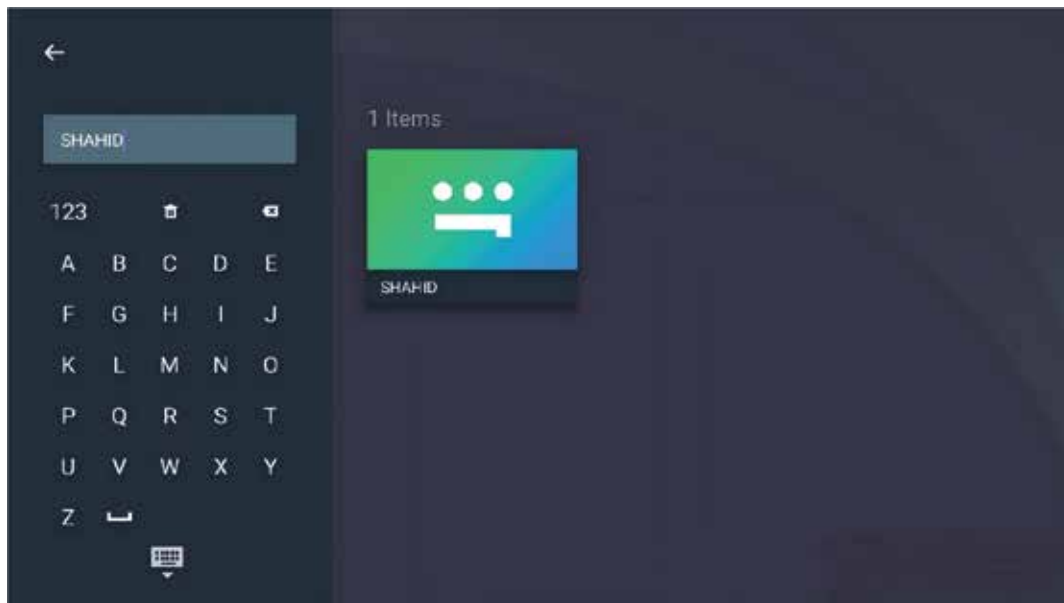 SHAHID
123
A B C D E
F G H I J
K L M N O
P Q R S T
U V W X Y
Z
1 Items
SHAHID